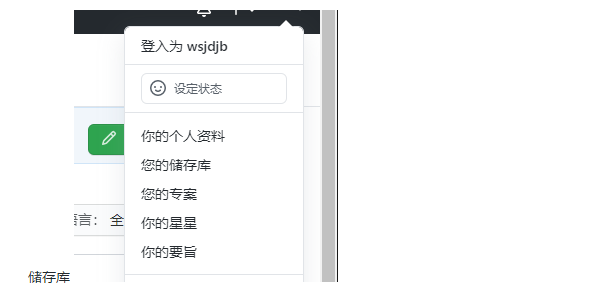 登入为 wsjdjb
设定状态
你的个人资料
您的储存库
您的专案
语言： 全
你的星星
你的要旨
储存库